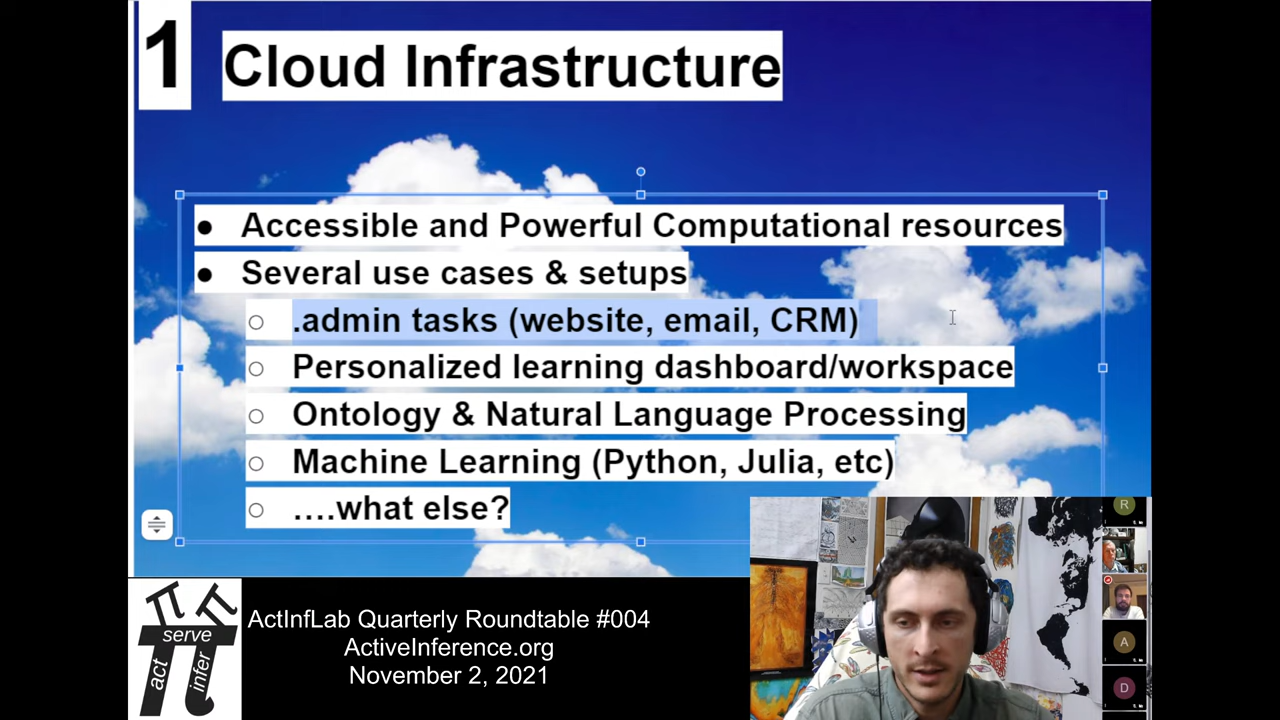 1 Cloud Infrastructure
● Accessible and Powerful Computational resources
● Several use cases & setups
○ .admin tasks (website, email, CRM)
○ Personalized learning dashboard/workspace
○ Ontology & Natural Language Processing
○ Machine Learning (Python, Julia, etc)
○ ….what else?
serve
act
infer
ActInfLab Quarterly Roundtable #004
ActiveInference.org
November 2, 2021
R
A
D